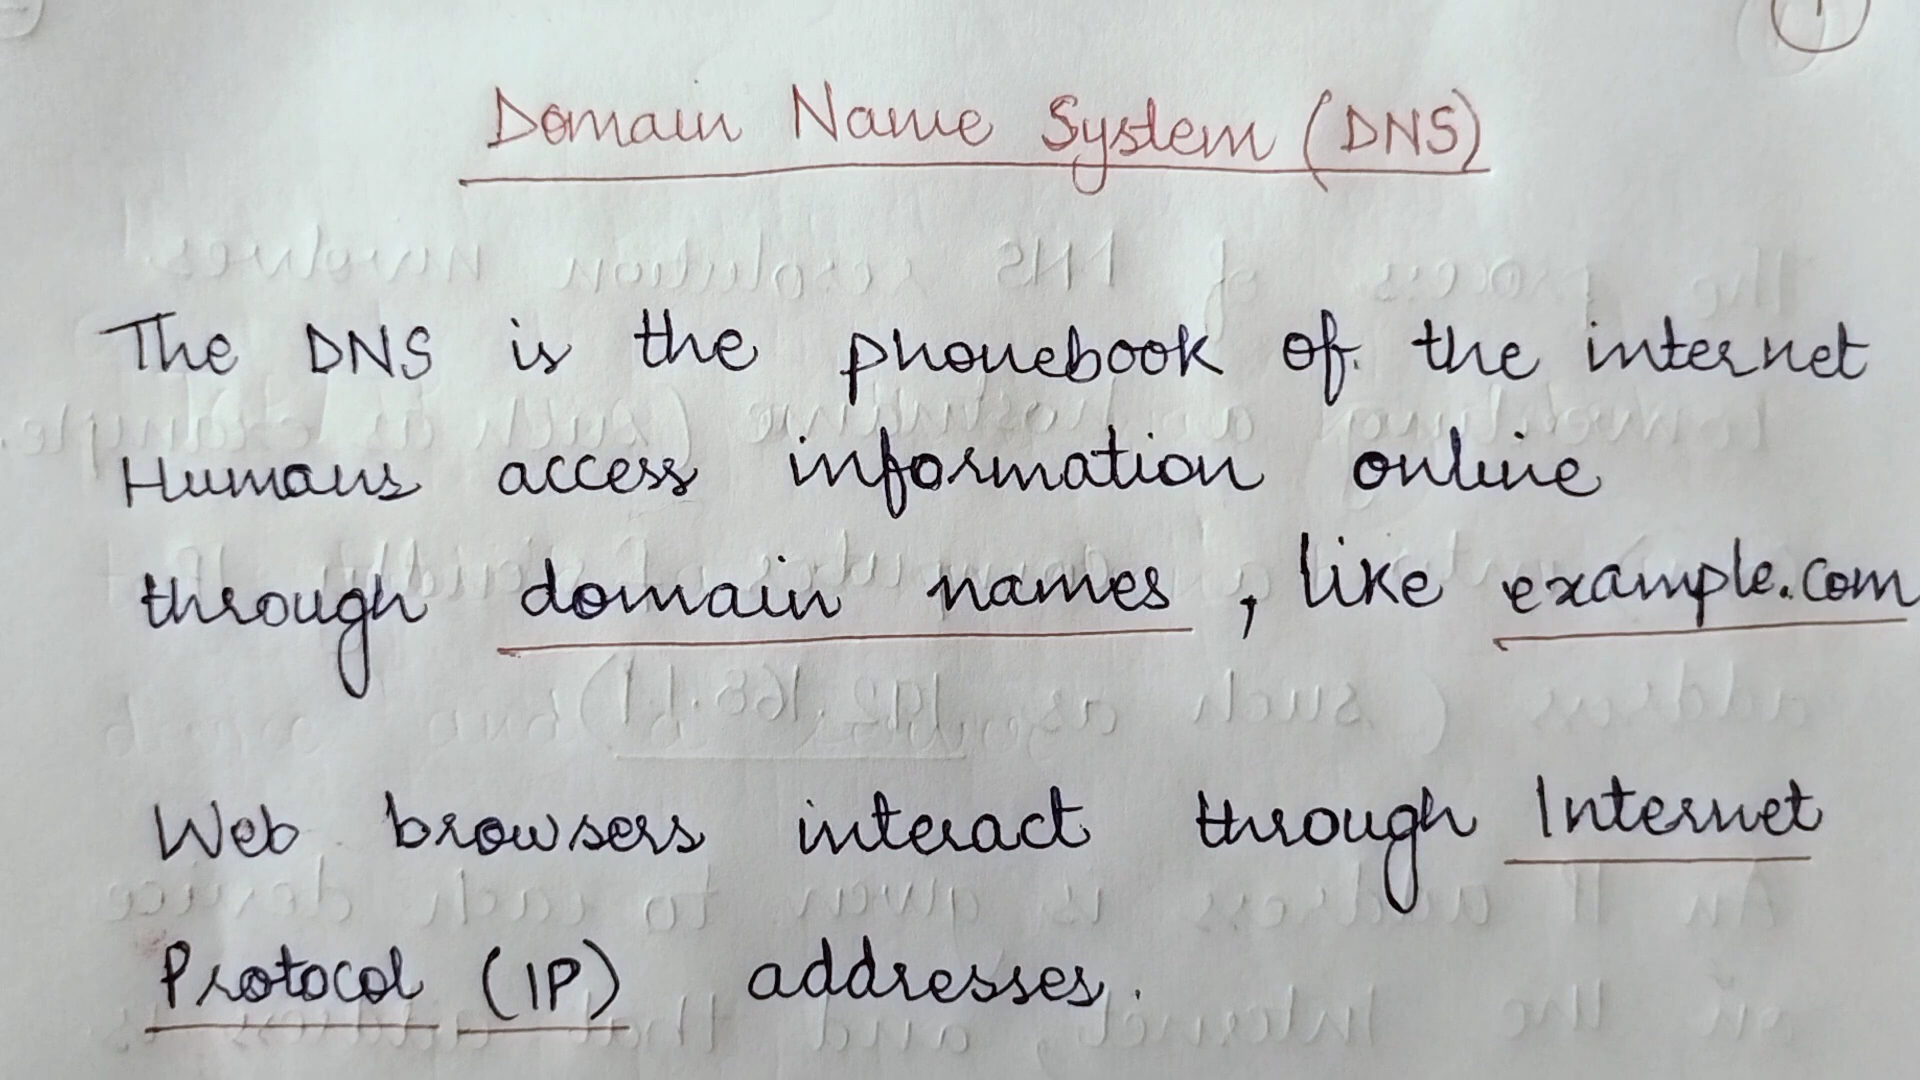 1
Domain Name System (DNS)
The DNS is the phonebook of the internet
Humans access information online
through domain names, like example.com
Web browsers interact through Internet
Protocol (IP) addresses.